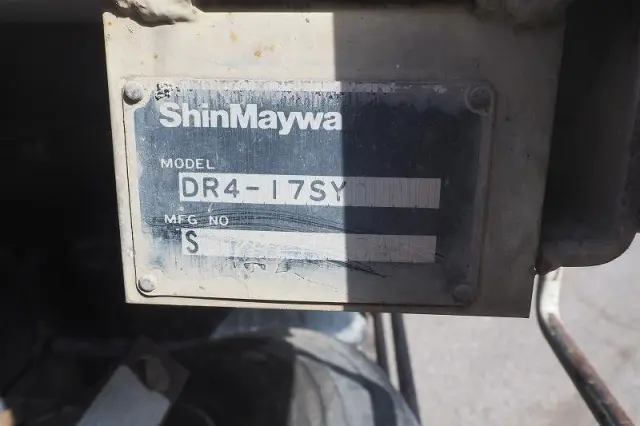 ShinMaywa
MODEL
DR4-17SY
MFG NO
S